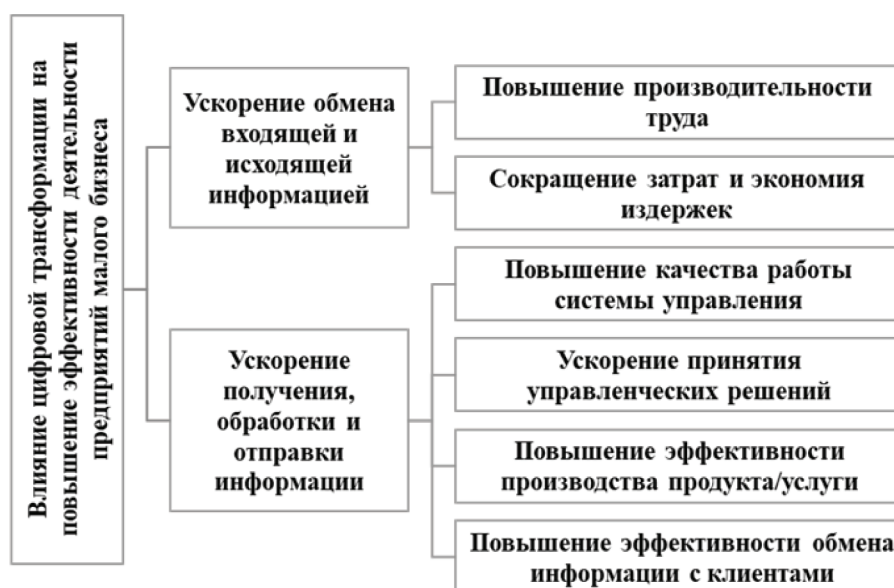 Влияние цифровой трансформации на
повышение эффективности деятельности
предприятий малого бизнеса
Ускорение обмена
входящей и
исходящей
информацией
Повышение производительности
труда
Сокращение затрат и экономия
издержек
Ускорение
получения,
обработки и
отправки
информации
Повышение качества работы
системы управления
Ускорение принятия
управленческих решений
Повышение эффективности
производства продукта/услуги
Повышение эффективности обмена
информации с клиентами